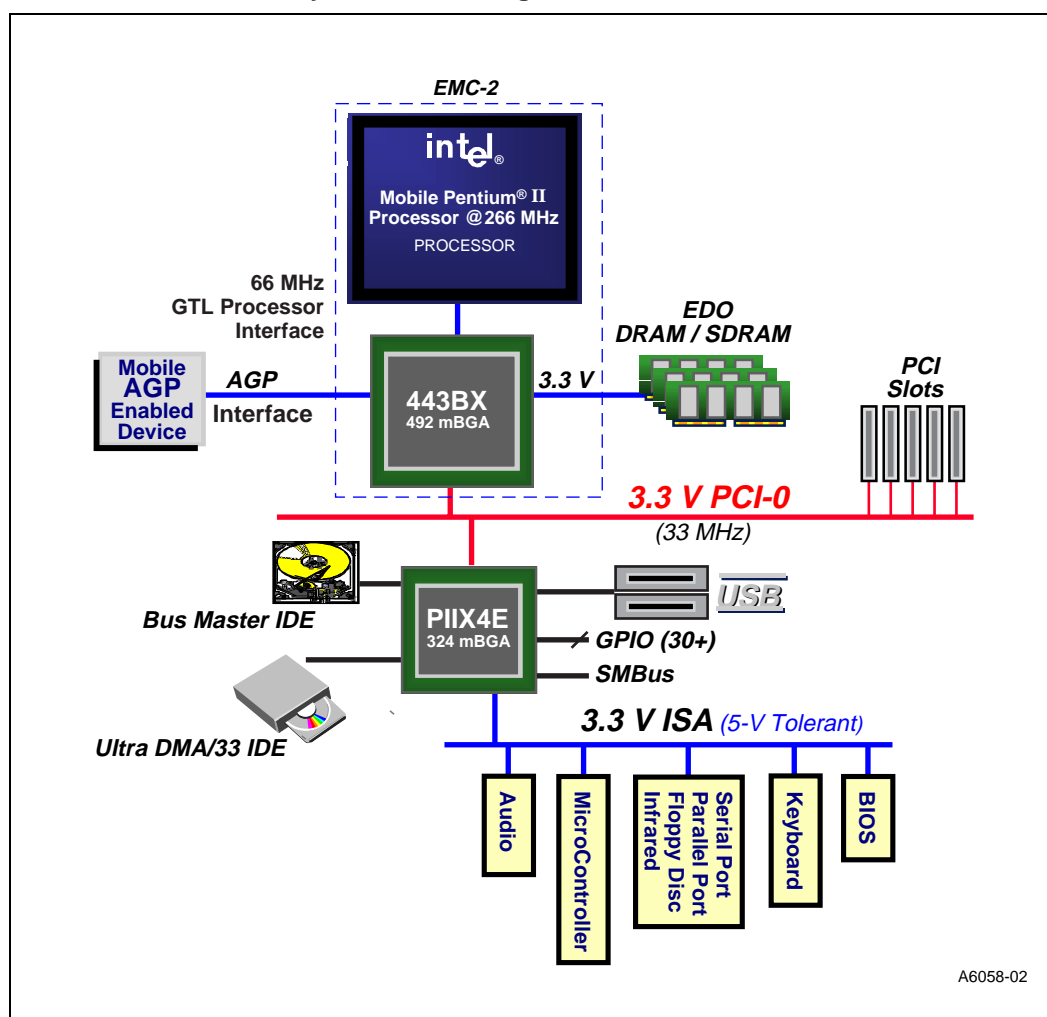 EMC-2
intel®
Mobile Pentium® II
Processor @266 MHz
PROCESSOR
66 MHz
GTL Processor
Interface
EDO
DRAM / SDRAM
PCI
Slots
Mobile
AGP
Enabled
Device
AGP
Interface
443BX
492 mBGA
3.3 V
3.3 V PCI-0
(33 MHz)
Bus Master IDE
PIIX4E
324 mBGA
USB
GPIO (30+)
SMBus
Ultra DMA/33 IDE
3.3 V ISA (5-V Tolerant)
Audio
MicroController
Serial Port
Parallel Port
Floppy Disc
Infrared
Keyboard
BIOS
A6058-02